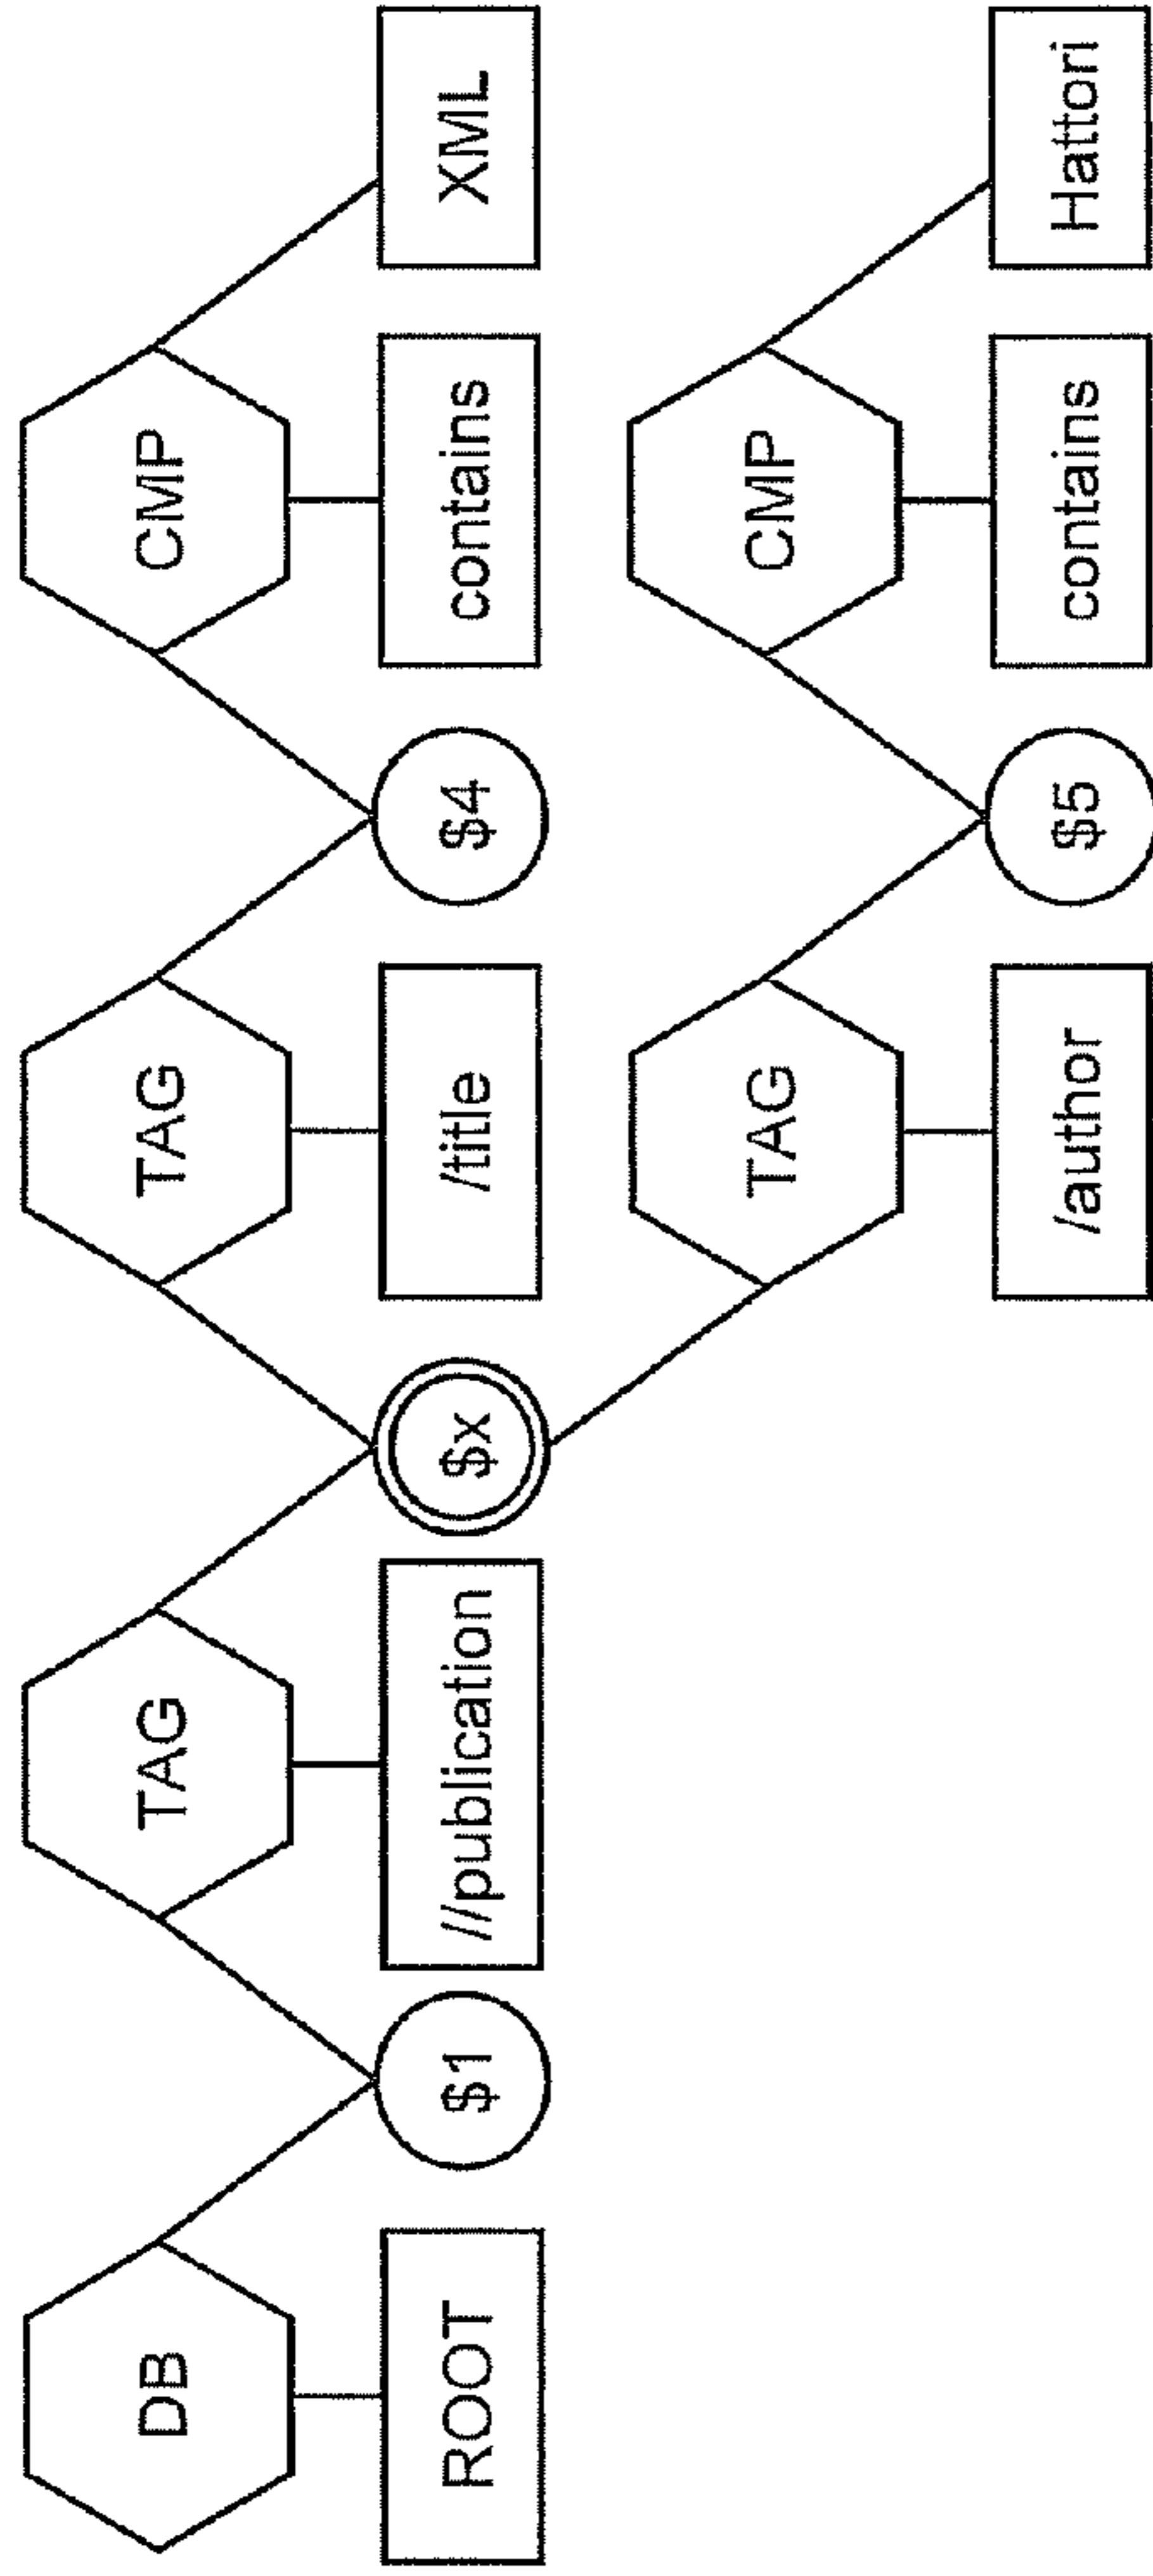 DB
TAG
TAG
CMP
ROOT
$1
//publication
$x
/title
$4
contains
XML
TAG
CMP
/author
$5
contains
Hattori